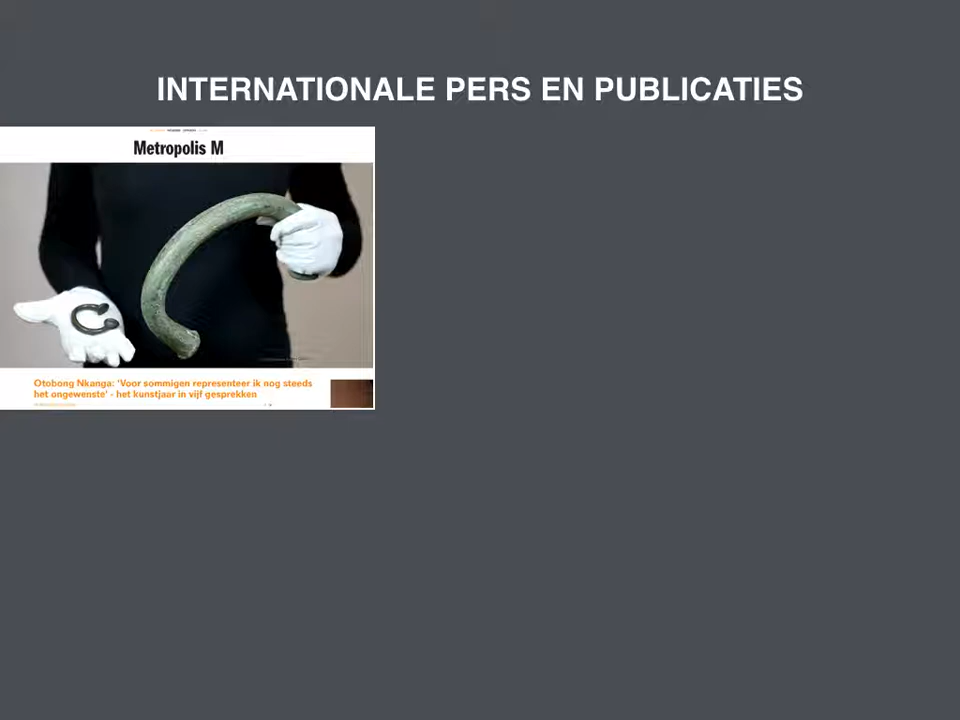 INTERNATIONALE PERS EN PUBLICATIES
Metropolis M
Otobong Nkanga: 'Voor sommigen representeer ik nog steeds
het ongewenste' - het kunstjaar in vijf gesprekken